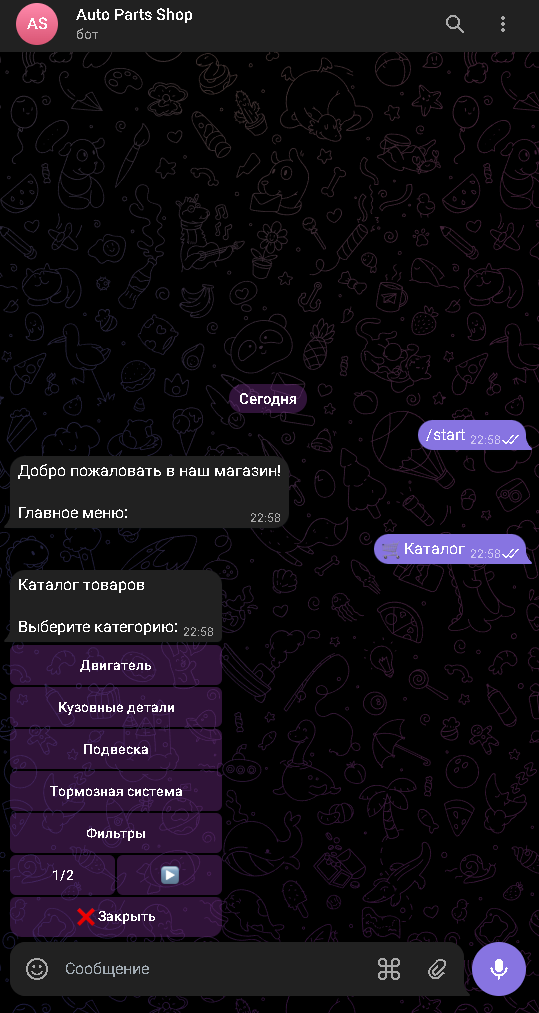 AS
Auto Parts Shop
бот
Сегодня
/start 22:58
Добро пожаловать в наш магазин!
Главное меню: 22:58
🛒 Каталог 22:58
Каталог товаров
Выберите категорию: 22:58
Двигатель
Кузовные детали
Подвеска
Тормозная система
Фильтры
1/2 ▶️
❌ Закрыть
Сообщение